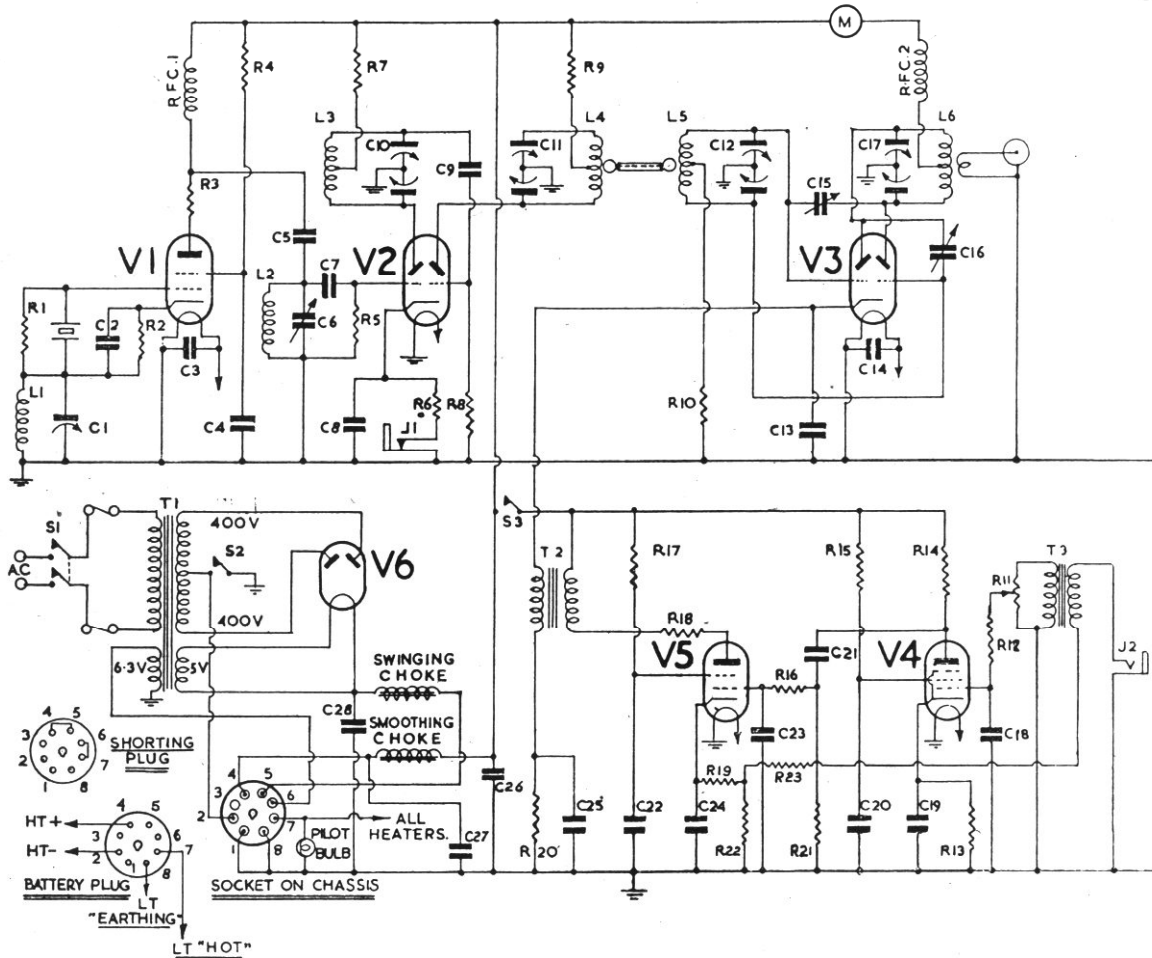 M
R.F.C.1
R4
R7
R9
R.F.C.2
L3
C10
C9
C11
L4
L5
C12
C17
L6
R3
C5
C15
V1
V2
V3
C16
L2
C7
R1
C2
R2
C6
R5
C3
C14
L1
C1
C4
C8
R6
R8
J1
R10
C13
T1
400V
S1
A.C
S2
V6
400V
6·3V
5V
S3
T2
R17
R15
R14
T3
R11
R18
V5
C21
V4
R12
J2
R16
SWINGING
CHOKE
C28
SMOOTHING
CHOKE
C23
C18
R19
R23
4 5
3 6
2 7
1 8
SHORTING
PLUG
4 5
3 6
2 7
1 8
C26
C25
C22
C24
C20
C19
ALL
HEATERS.
PILOT
BULB
C27
R20
R22
R21
R13
HT+
HT-
4 5
3 6
2 7
1 8
BATTERY PLUG
SOCKET ON CHASSIS
LT
"EARTHING"
LT "HOT"